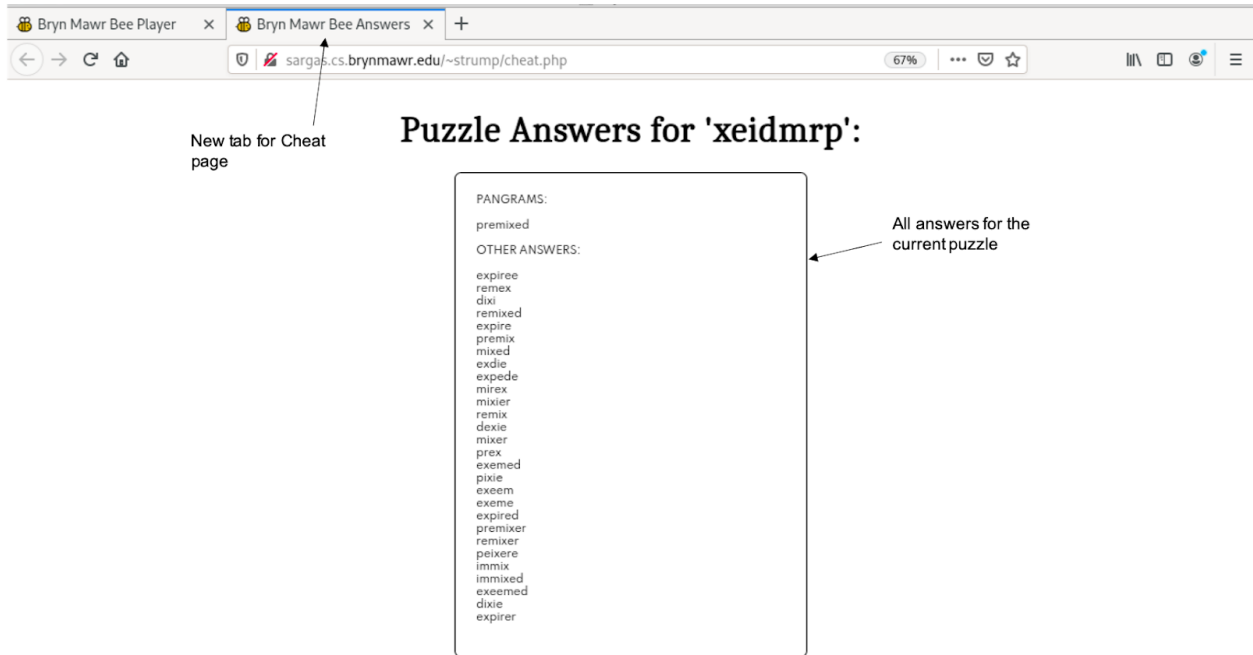 Bryn Mawr Bee Player × Bryn Mawr Bee Answers × +
sargas.cs.brynmawr.edu/~strump/cheat.php 67%
New tab for Cheat
page
Puzzle Answers for 'xeidmrp':
PANGRAMS:
premixed
OTHER ANSWERS:
expiree
remex
dixi
remixed
expire
premix
mixed
exdie
expede
mirex
mixier
remix
dexie
mixer
prex
exemed
pixie
exeem
exeme
expired
premixer
remixer
peixere
immix
immixed
exeemed
dixie
expirer
All answers for the
current puzzle